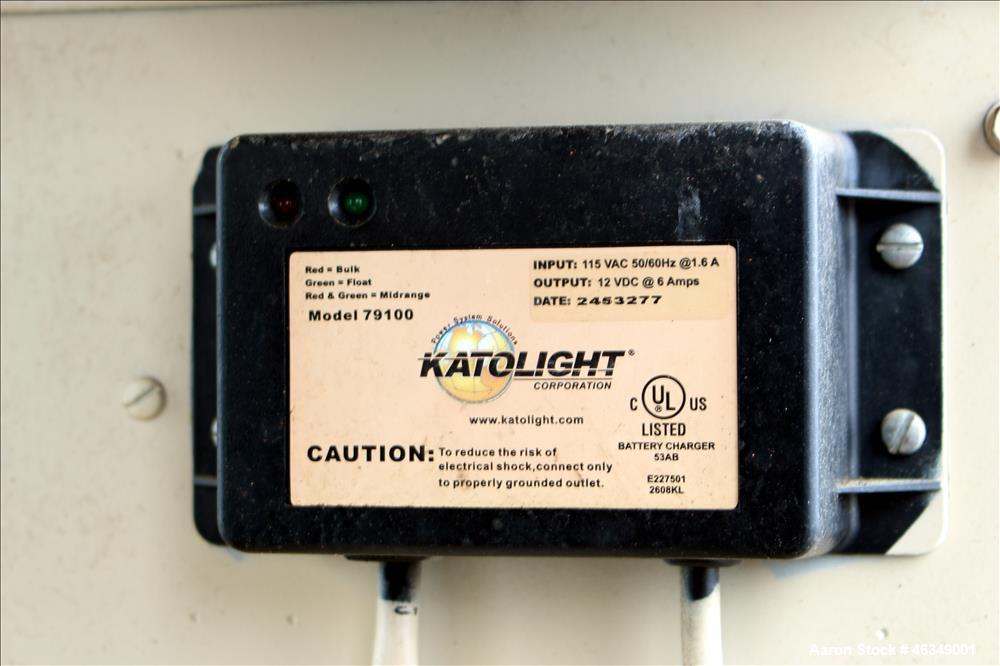 Red = Bulk
Green = Float
Red & Green = Midrange
Model 79100
INPUT: 115 VAC 50/60Hz @1.6 A
OUTPUT: 12 VDC @ 6 Amps
DATE: 2453277
Power System Solutions
KATOLIGHT®
CORPORATION
www.katolight.com
C UL® US
LISTED
BATTERY CHARGER
53AB
E227501
2608KL
CAUTION: To reduce the risk of
electrical shock,connect only
to properly grounded outlet.
Aaron Stock # 46349001